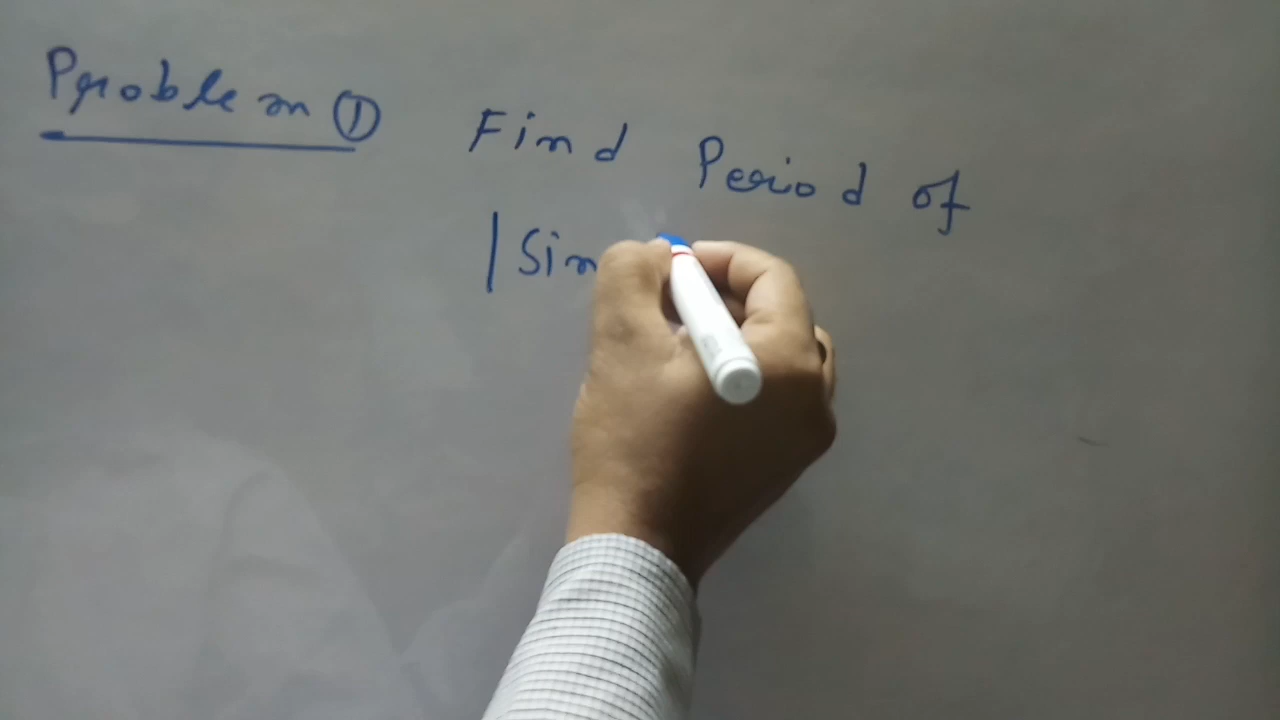 Problem ① Find Period of
|Sin